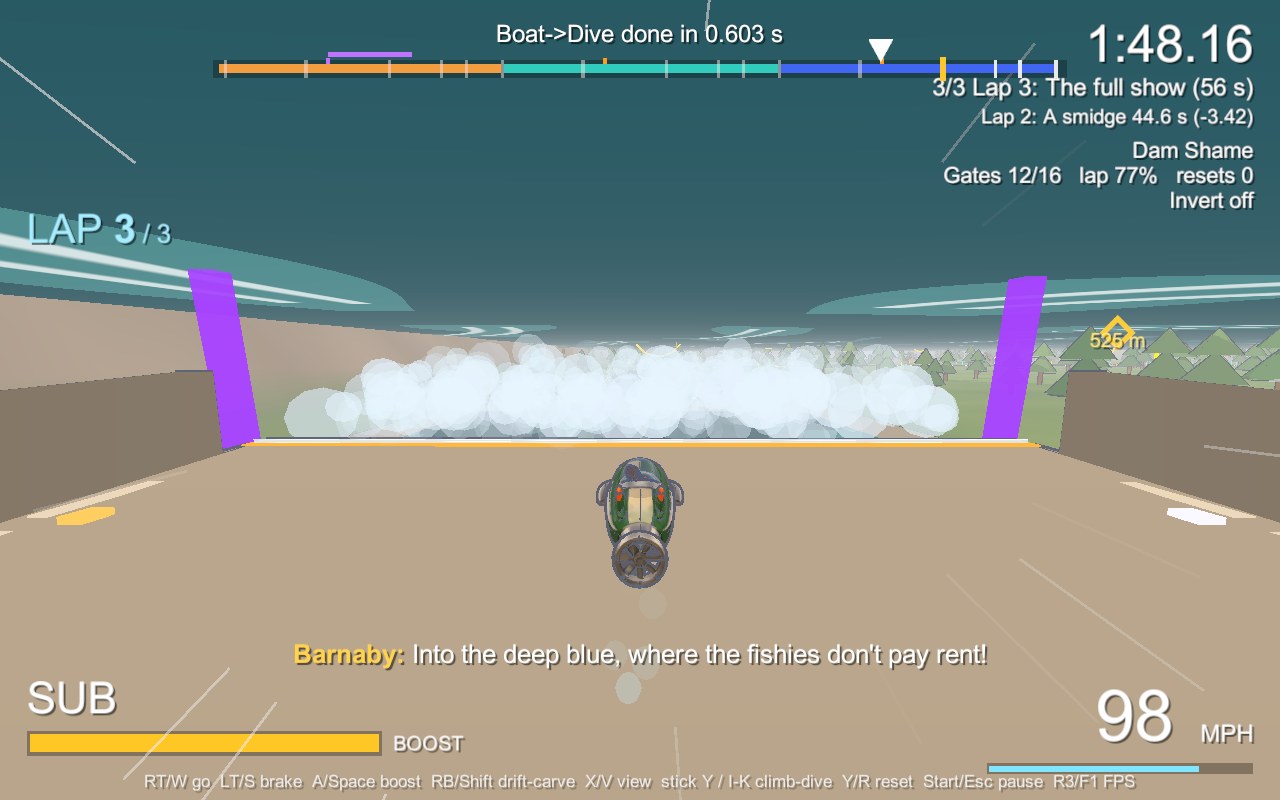 Boat->Dive done in 0.603 s
1:48.16
3/3 Lap 3: The full show (56 s)
Lap 2: A smidge 44.6 s (-3.42)
Dam Shame
Gates 12/16 lap 77% resets 0
Invert off
LAP 3 / 3
526 m
Barnaby: Into the deep blue, where the fishies don't pay rent!
SUB
BOOST
98 MPH
RT/W go LT/S brake A/Space boost RB/Shift drift-carve X/V view stick Y / I-K climb-dive Y/R reset Start/Esc pause R3/F1 FPS